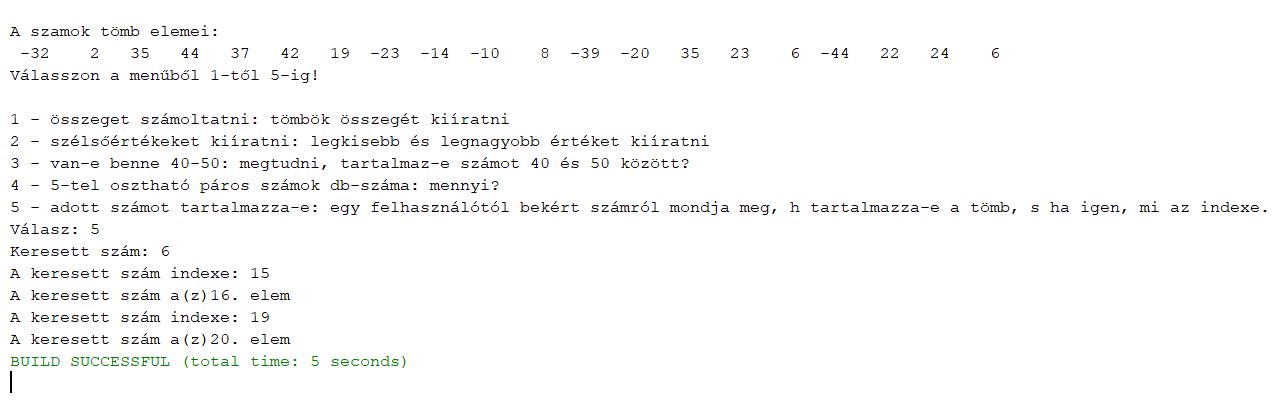 A szamok tömb elemei:
-32 2 35 44 37 42 19 -23 -14 -10 8 -39 -20 35 23 6 -44 22 24 6
Válasszon a menűből 1-től 5-ig!
1 - összeget számoltatni: tömbök összegét kiíratni
2 - szélsőértékeket kiíratni: legkisebb és legnagyobb értéket kiíratni
3 - van-e benne 40-50: megtudni, tartalmaz-e számot 40 és 50 között?
4 - 5-tel osztható páros számok db-száma: mennyi?
5 - adott számot tartalmazza-e: egy felhasználótól bekért számról mondja meg, h tartalmazza-e a tömb, s ha igen, mi az indexe.
Válasz: 5
Keresett szám: 6
A keresett szám indexe: 15
A keresett szám a(z)16. elem
A keresett szám indexe: 19
A keresett szám a(z)20. elem
BUILD SUCCESSFUL (total time: 5 seconds)